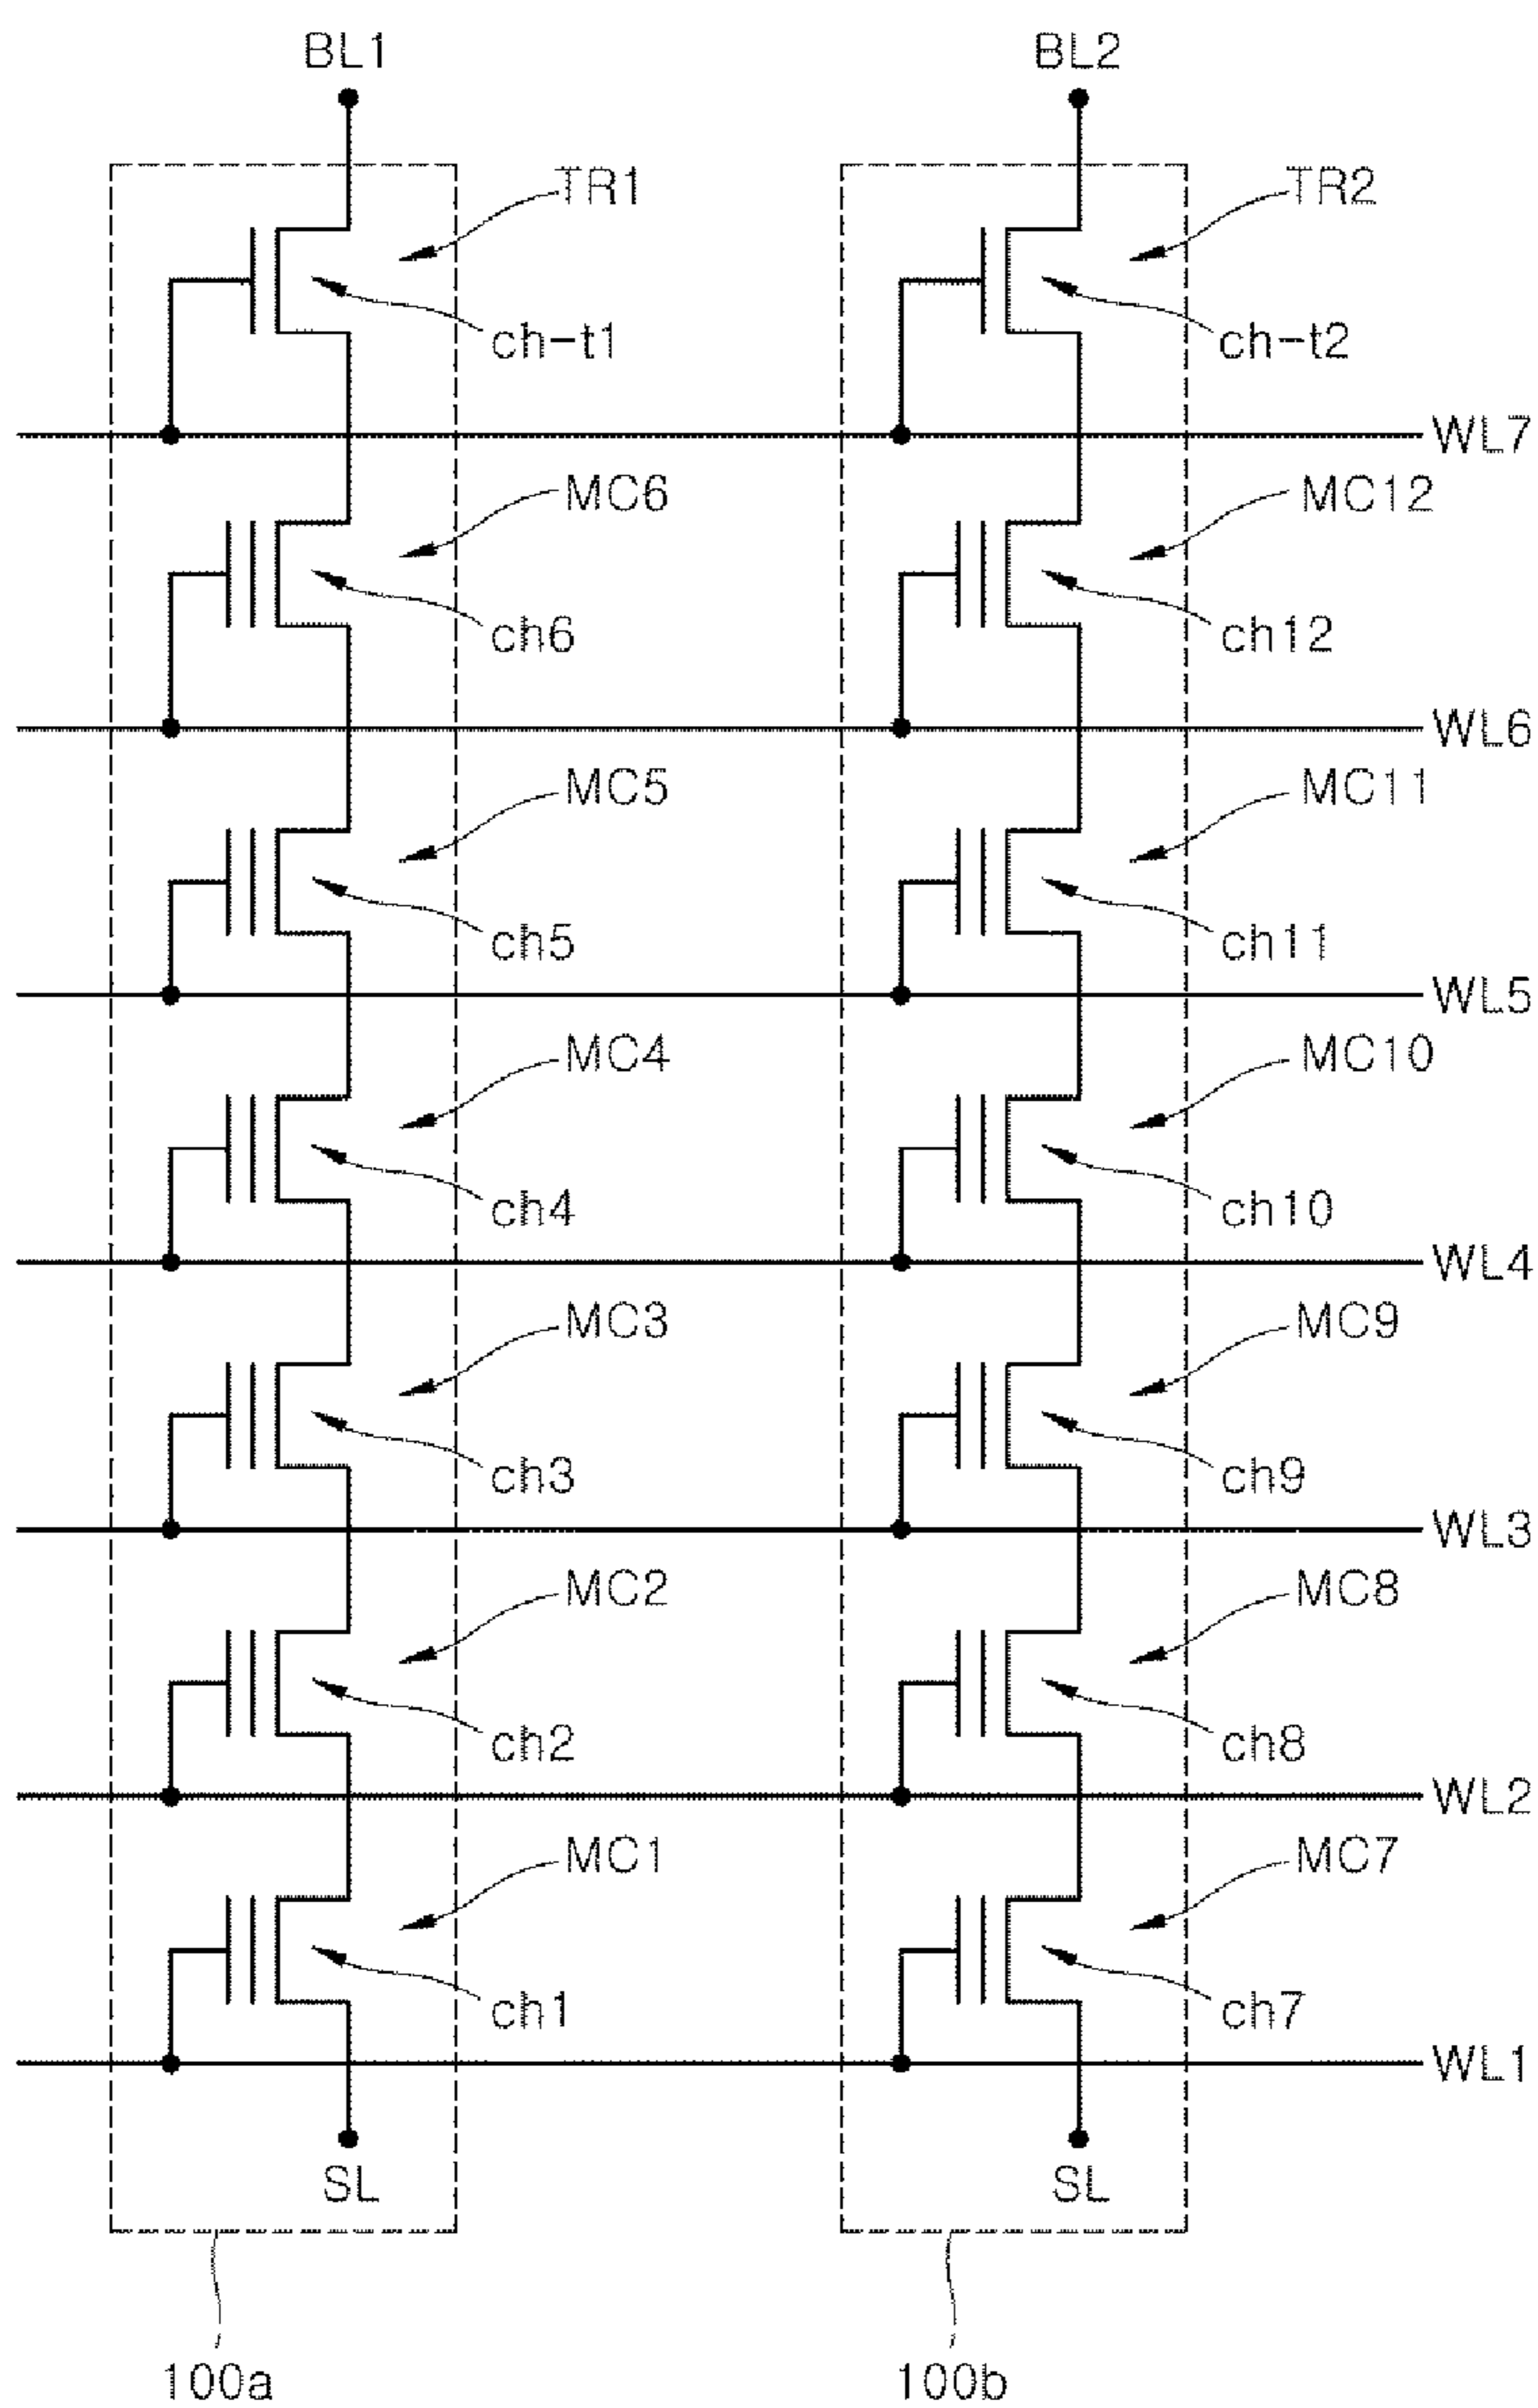 BL1 BL2
TR1 TR2
ch-t1 ch-t2
WL7
MC6 MC12
ch6 ch12
WL6
MC5 MC11
ch5 ch11
WL5
MC4 MC10
ch4 ch10
WL4
MC3 MC9
ch3 ch9
WL3
MC2 MC8
ch2 ch8
WL2
MC1 MC7
ch1 ch7
WL1
SL SL
100a 100b